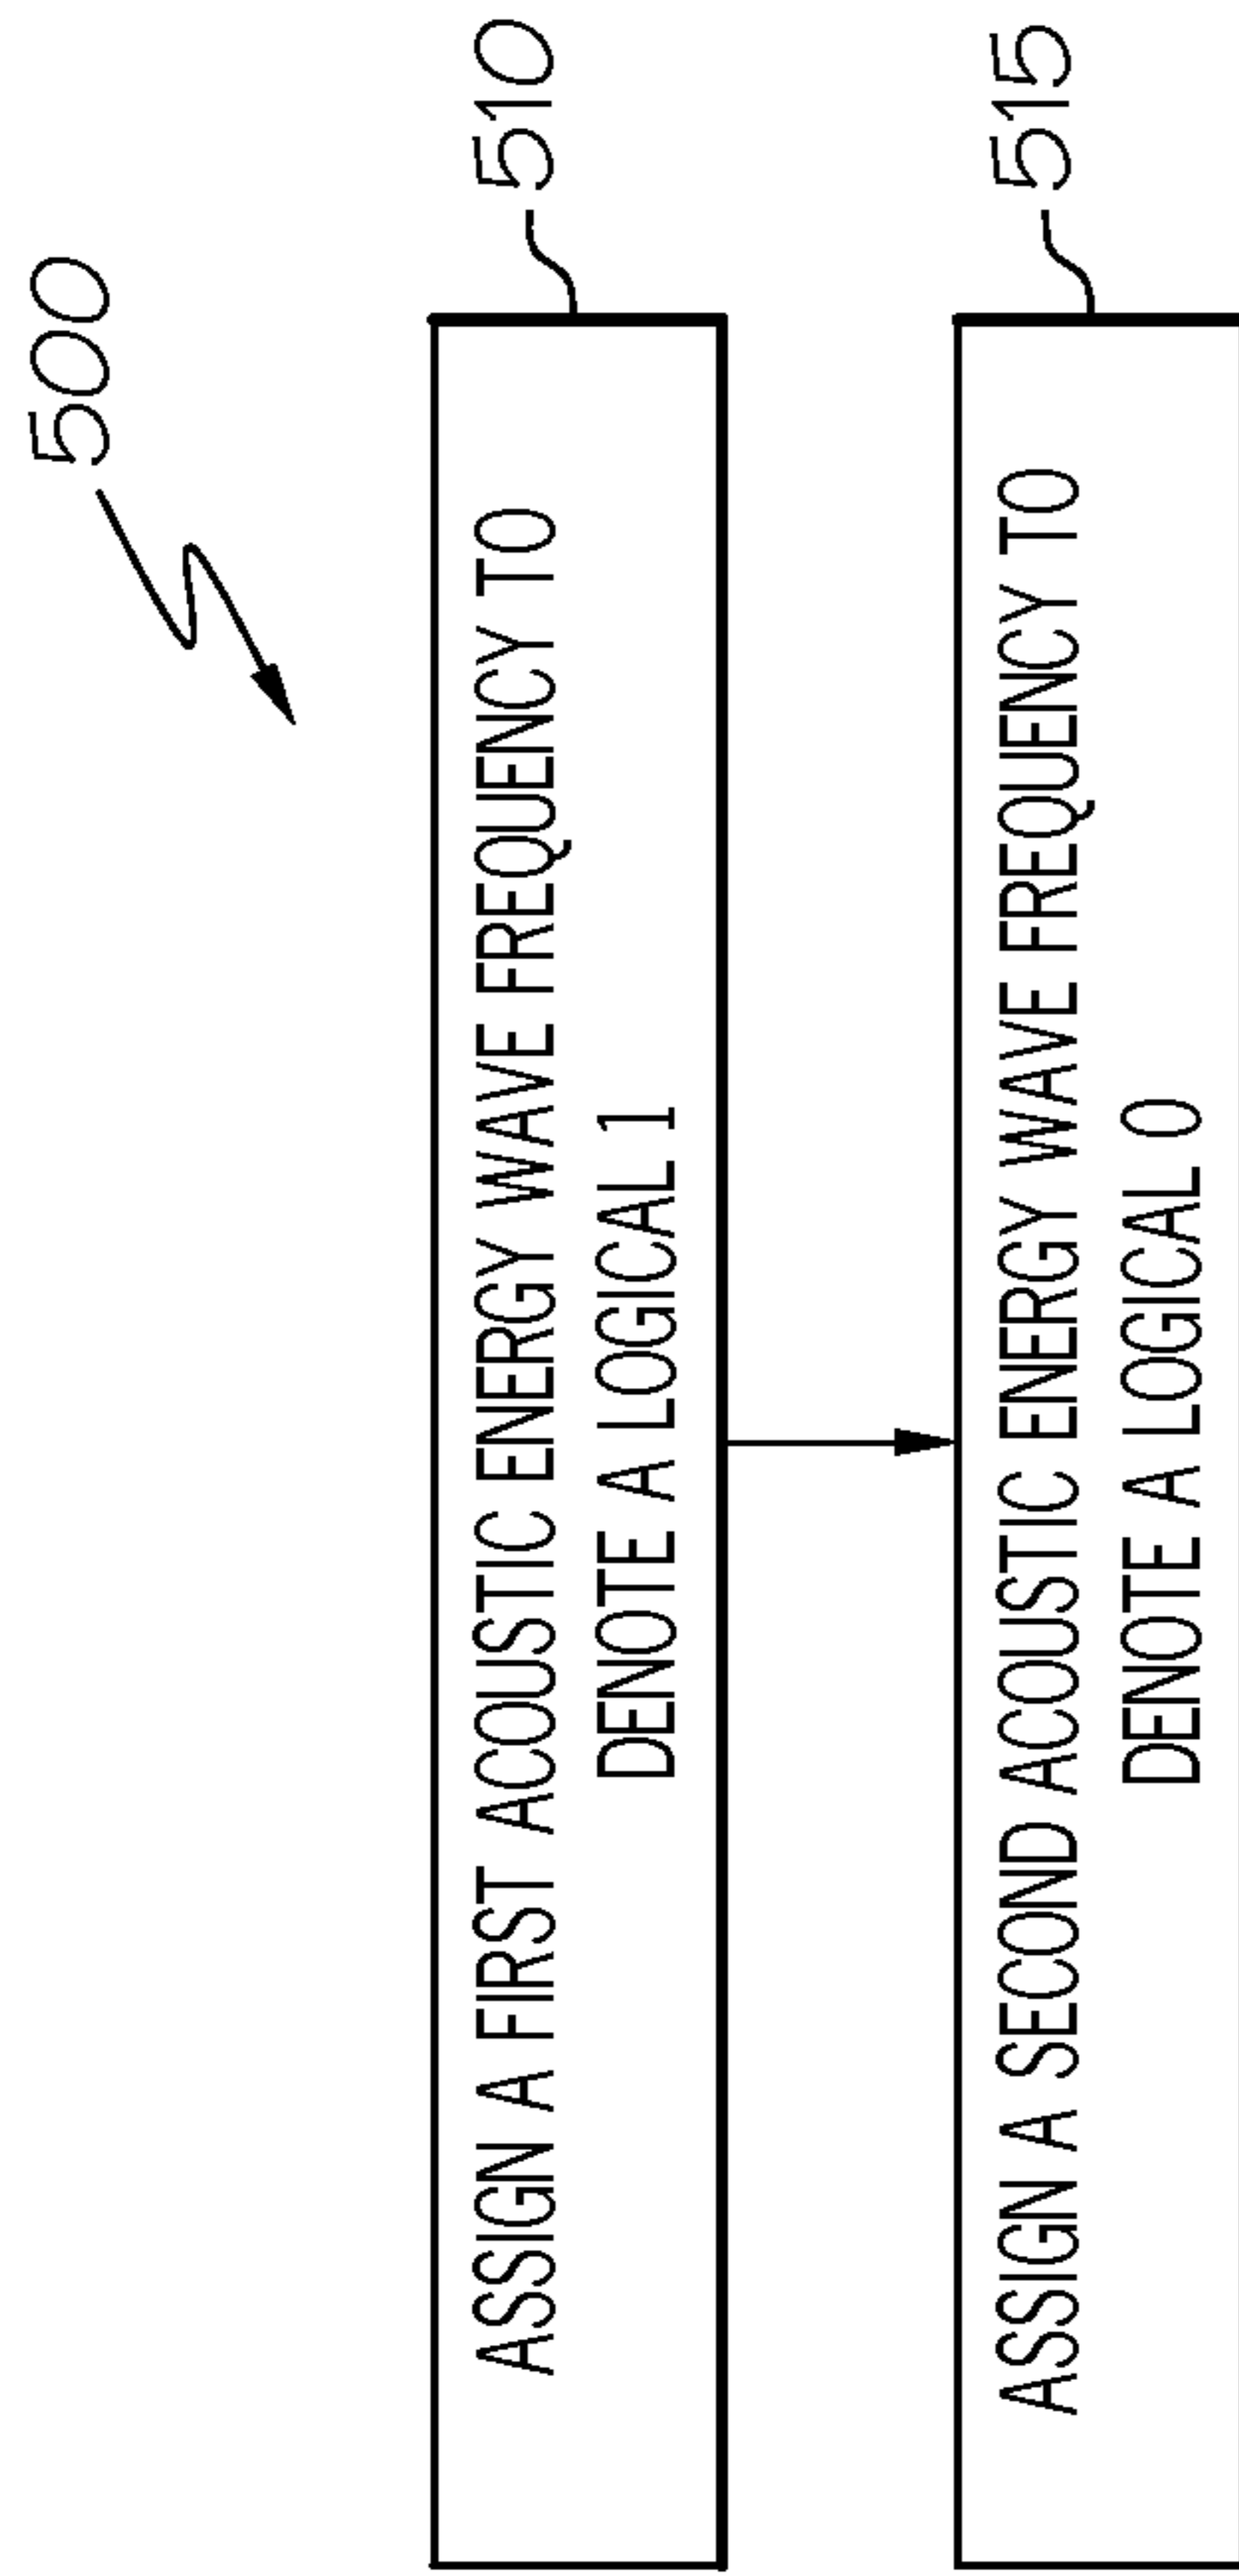 500
510
ASSIGN A FIRST ACOUSTIC ENERGY WAVE FREQUENCY TO
DENOTE A LOGICAL 1
515
ASSIGN A SECOND ACOUSTIC ENERGY WAVE FREQUENCY TO
DENOTE A LOGICAL 0